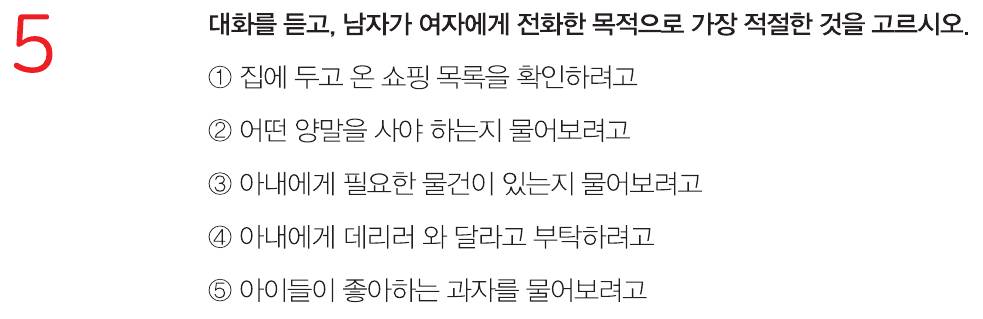 5
대화를 듣고, 남자가 여자에게 전화한 목적으로 가장 적절한 것을 고르시오.
① 집에 두고 온 쇼핑 목록을 확인하려고
② 어떤 양말을 사야 하는지 물어보려고
③ 아내에게 필요한 물건이 있는지 물어보려고
④ 아내에게 데리러 와 달라고 부탁하려고
⑤ 아이들이 좋아하는 과자를 물어보려고